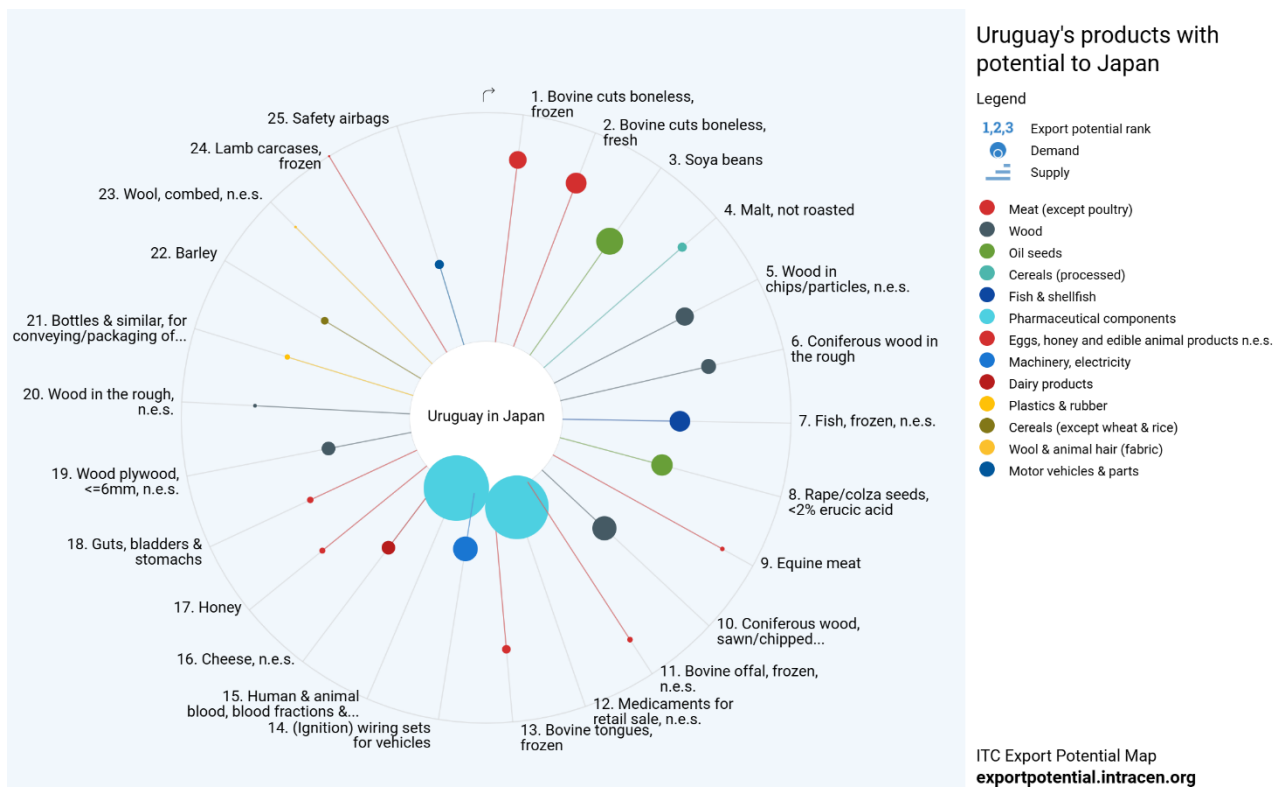 Uruguay's products with
potential to Japan
Legend
1,2,3 Export potential rank
Demand
Supply
Meat (except poultry)
Wood
Oil seeds
Cereals (processed)
Fish & shellfish
Pharmaceutical components
Eggs, honey and edible animal products n.e.s.
Machinery, electricity
Dairy products
Plastics & rubber
Cereals (except wheat & rice)
Wool & animal hair (fabric)
Motor vehicles & parts
1. Bovine cuts boneless,
frozen
2. Bovine cuts boneless,
fresh
3. Soya beans
4. Malt, not roasted
5. Wood in
chips/particles, n.e.s.
6. Coniferous wood in
the rough
7. Fish, frozen, n.e.s.
8. Rape/colza seeds,
<2% erucic acid
9. Equine meat
10. Coniferous wood,
sawn/chipped...
11. Bovine offal, frozen,
n.e.s.
12. Medicaments for
retail sale, n.e.s.
13. Bovine tongues,
frozen
14. (Ignition) wiring sets
for vehicles
15. Human & animal
blood, blood fractions &...
16. Cheese, n.e.s.
17. Honey
18. Guts, bladders &
stomachs
19. Wood plywood,
<=6mm, n.e.s.
20. Wood in the rough,
n.e.s.
21. Bottles & similar, for
conveying/packaging of...
22. Barley
23. Wool, combed, n.e.s.
24. Lamb carcases,
frozen
25. Safety airbags
Uruguay in Japan
ITC Export Potential Map
exportpotential.intracen.org